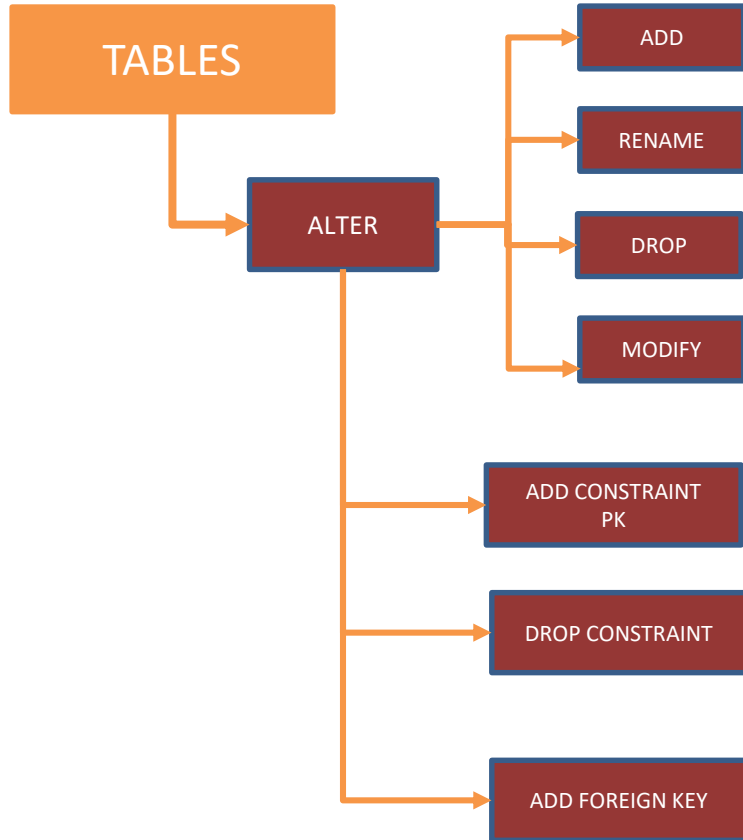 TABLES
ADD
RENAME
ALTER
DROP
MODIFY
ADD CONSTRAINT
PK
DROP CONSTRAINT
ADD FOREIGN KEY